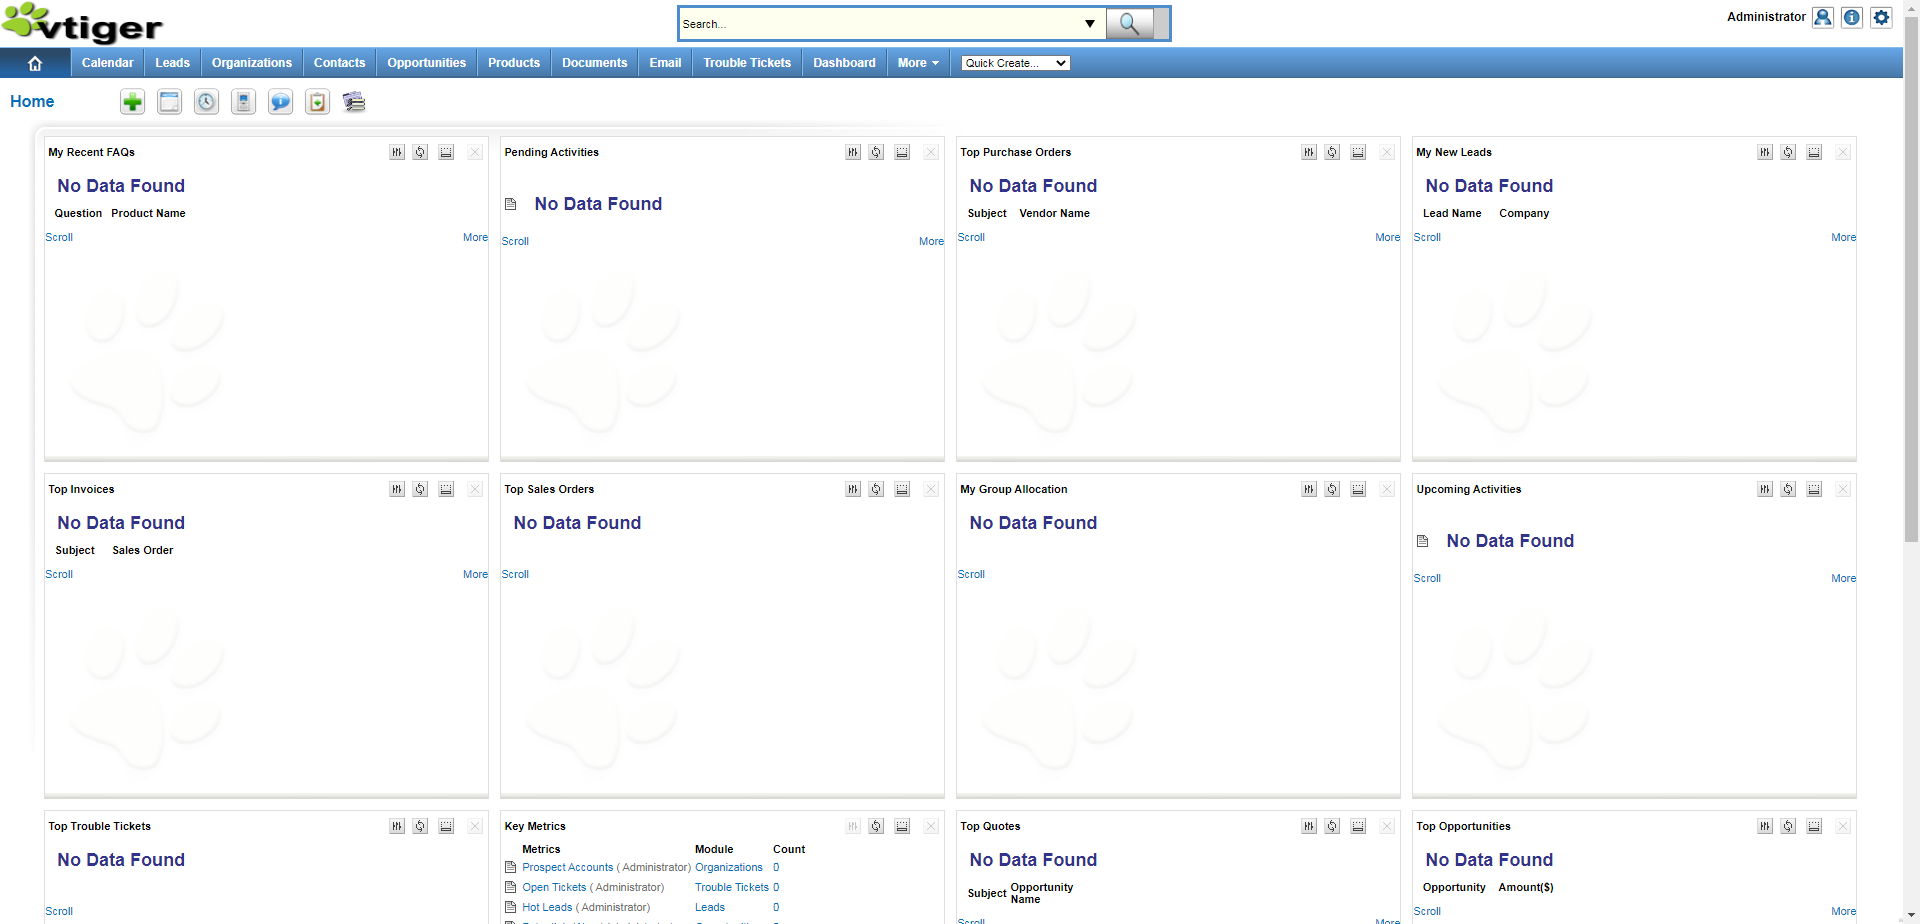 vtiger
Search...
Administrator
Calendar Leads Organizations Contacts Opportunities Products Documents Email Trouble Tickets Dashboard More Quick Create...
Home
My Recent FAQs
No Data Found
Question Product Name
Scroll More
Pending Activities
No Data Found
Scroll More
Top Purchase Orders
No Data Found
Subject Vendor Name
Scroll More
My New Leads
No Data Found
Lead Name Company
Scroll More
Top Invoices
No Data Found
Subject Sales Order
Scroll More
Top Sales Orders
No Data Found
Scroll
My Group Allocation
No Data Found
Scroll
Upcoming Activities
No Data Found
Scroll More
Top Trouble Tickets
No Data Found
Scroll
Key Metrics
Metrics Module Count
Prospect Accounts ( Administrator) Organizations 0
Open Tickets ( Administrator) Trouble Tickets 0
Hot Leads ( Administrator) Leads 0
Top Quotes
No Data Found
Subject Opportunity
Name
Scroll More
Top Opportunities
No Data Found
Opportunity Amount($)
Scroll More